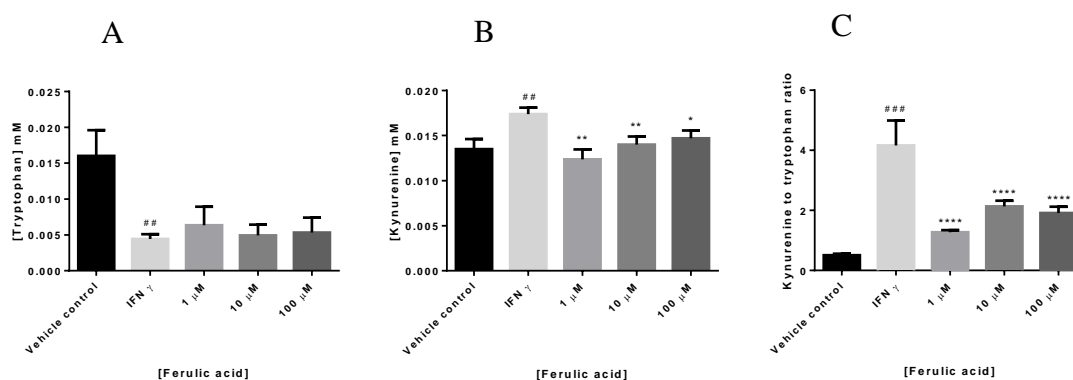 A
B
C
[Tryptophan] mM
0.025
0.020
0.015
0.010
0.005
0.000
##
Vehicle control
IFN γ
1 μM
10 μM
100 μM
[Ferulic acid]
[Kynurenine] mM
0.020
0.015
0.010
0.005
0.000
##
**
**
*
Vehicle control
IFN γ
1 μM
10 μM
100 μM
[Ferulic acid]
Kynurenine to tryptophan ratio
6
4
2
0
###
****
****
****
Vehicle control
IFN γ
1 μM
10 μM
100 μM
[Ferulic acid]